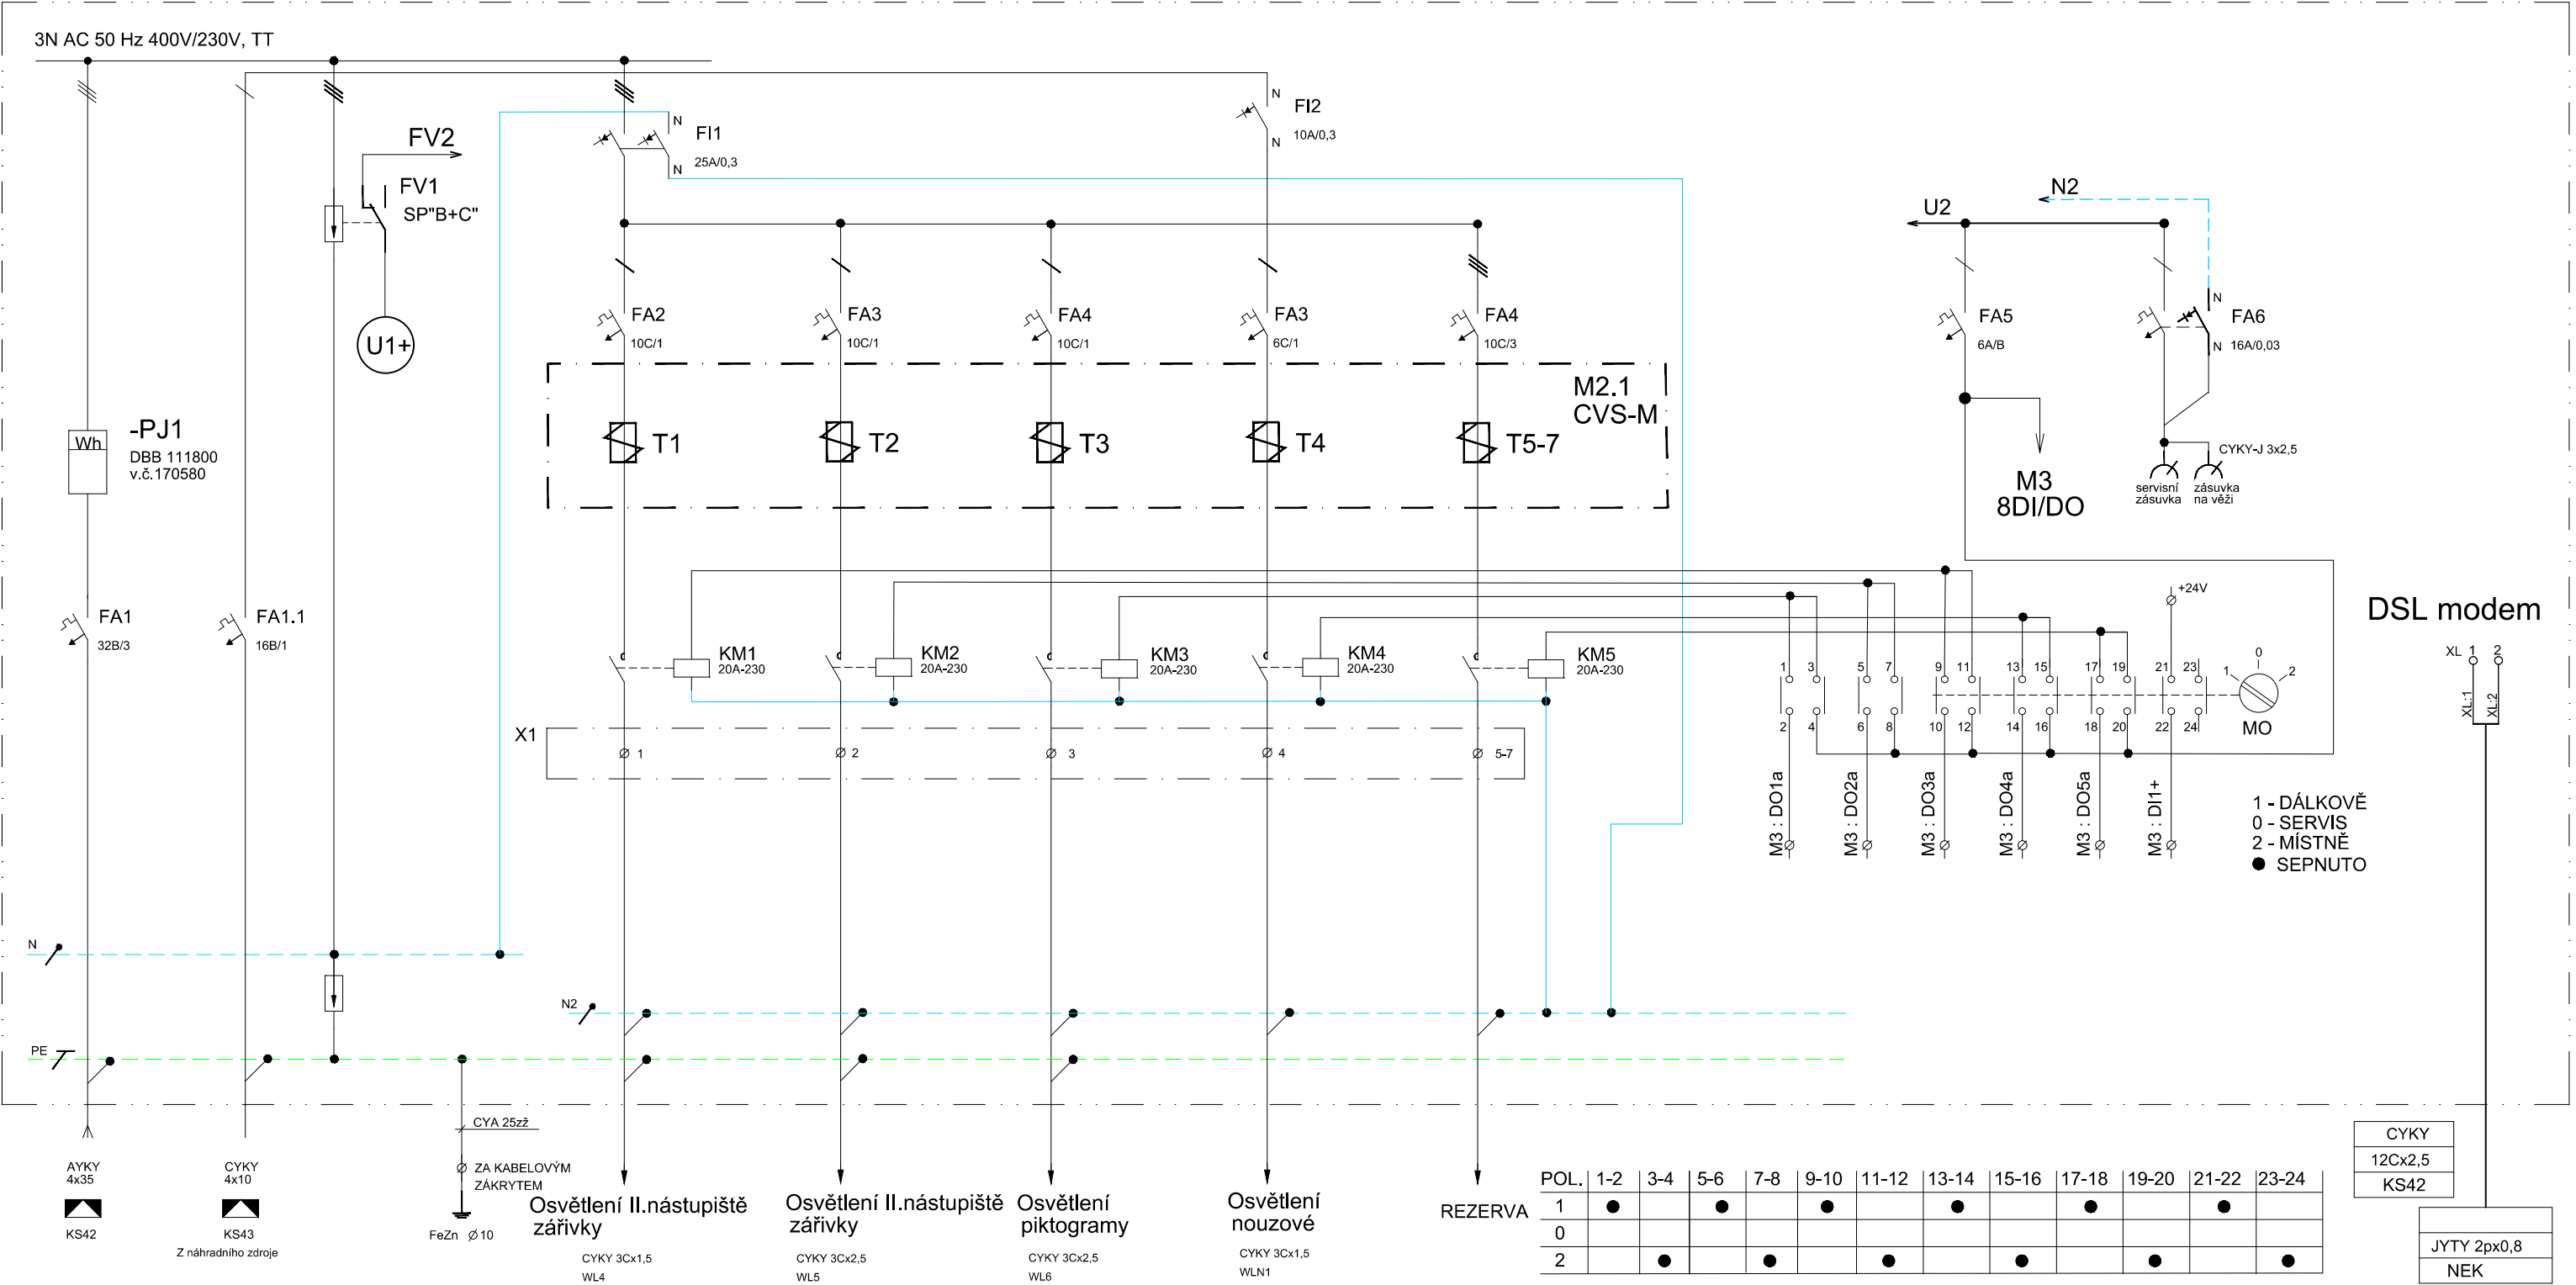 3N AC 50 Hz 400V/230V, TT
FV2
FV1
SP"B+C"
U1+
N
FI1
25A/0,3
N
N
FI2
10A/0,3
N
N2
U2
FA2
10C/1
FA3
10C/1
FA4
10C/1
FA3
6C/1
FA4
10C/3
FA5
6A/B
N
FA6
N
16A/0,03
M2.1
CVS-M
T1
T2
T3
T4
T5-7
Wh
-PJ1
DBB 111800
v.č.170580
M3
8DI/DO
CYKY-J 3x2,5
servisní
zásuvka
zásuvka
na věži
FA1
32B/3
FA1.1
16B/1
KM1
20A-230
KM2
20A-230
KM3
20A-230
KM4
20A-230
KM5
20A-230
+24V
1 3 5 7 9 11 13 15 17 19 21 23
2 4 6 8 10 12 14 16 18 20 22 24
0
1 2
MO
DSL modem
XL 1 2
XL:1
XL:2
X1
1
2
3
4
5-7
M3 : DO1a
M3 : DO2a
M3 : DO3a
M3 : DO4a
M3 : DO5a
M3 : DI1+
1 - DÁLKOVĚ
0 - SERVIS
2 - MÍSTNĚ
● SEPNUTO
N
N2
PE
CYA 25zž
ZA KABELOVÝM
ZÁKRYTEM
FeZn Ø10
AYKY
4x35
KS42
CYKY
4x10
KS43
Z náhradního zdroje
Osvětlení II.nástupiště
zářivky
CYKY 3Cx1,5
WL4
Osvětlení II.nástupiště
zářivky
CYKY 3Cx2,5
WL5
Osvětlení
piktogramy
CYKY 3Cx2,5
WL6
Osvětlení
nouzové
CYKY 3Cx1,5
WLN1
REZERVA
POL. 1-2 3-4 5-6 7-8 9-10 11-12 13-14 15-16 17-18 19-20 21-22 23-24
1 ● ● ● ● ● ●
0
2 ● ● ● ● ● ●
CYKY
12Cx2,5
KS42
JYTY 2px0,8
NEK